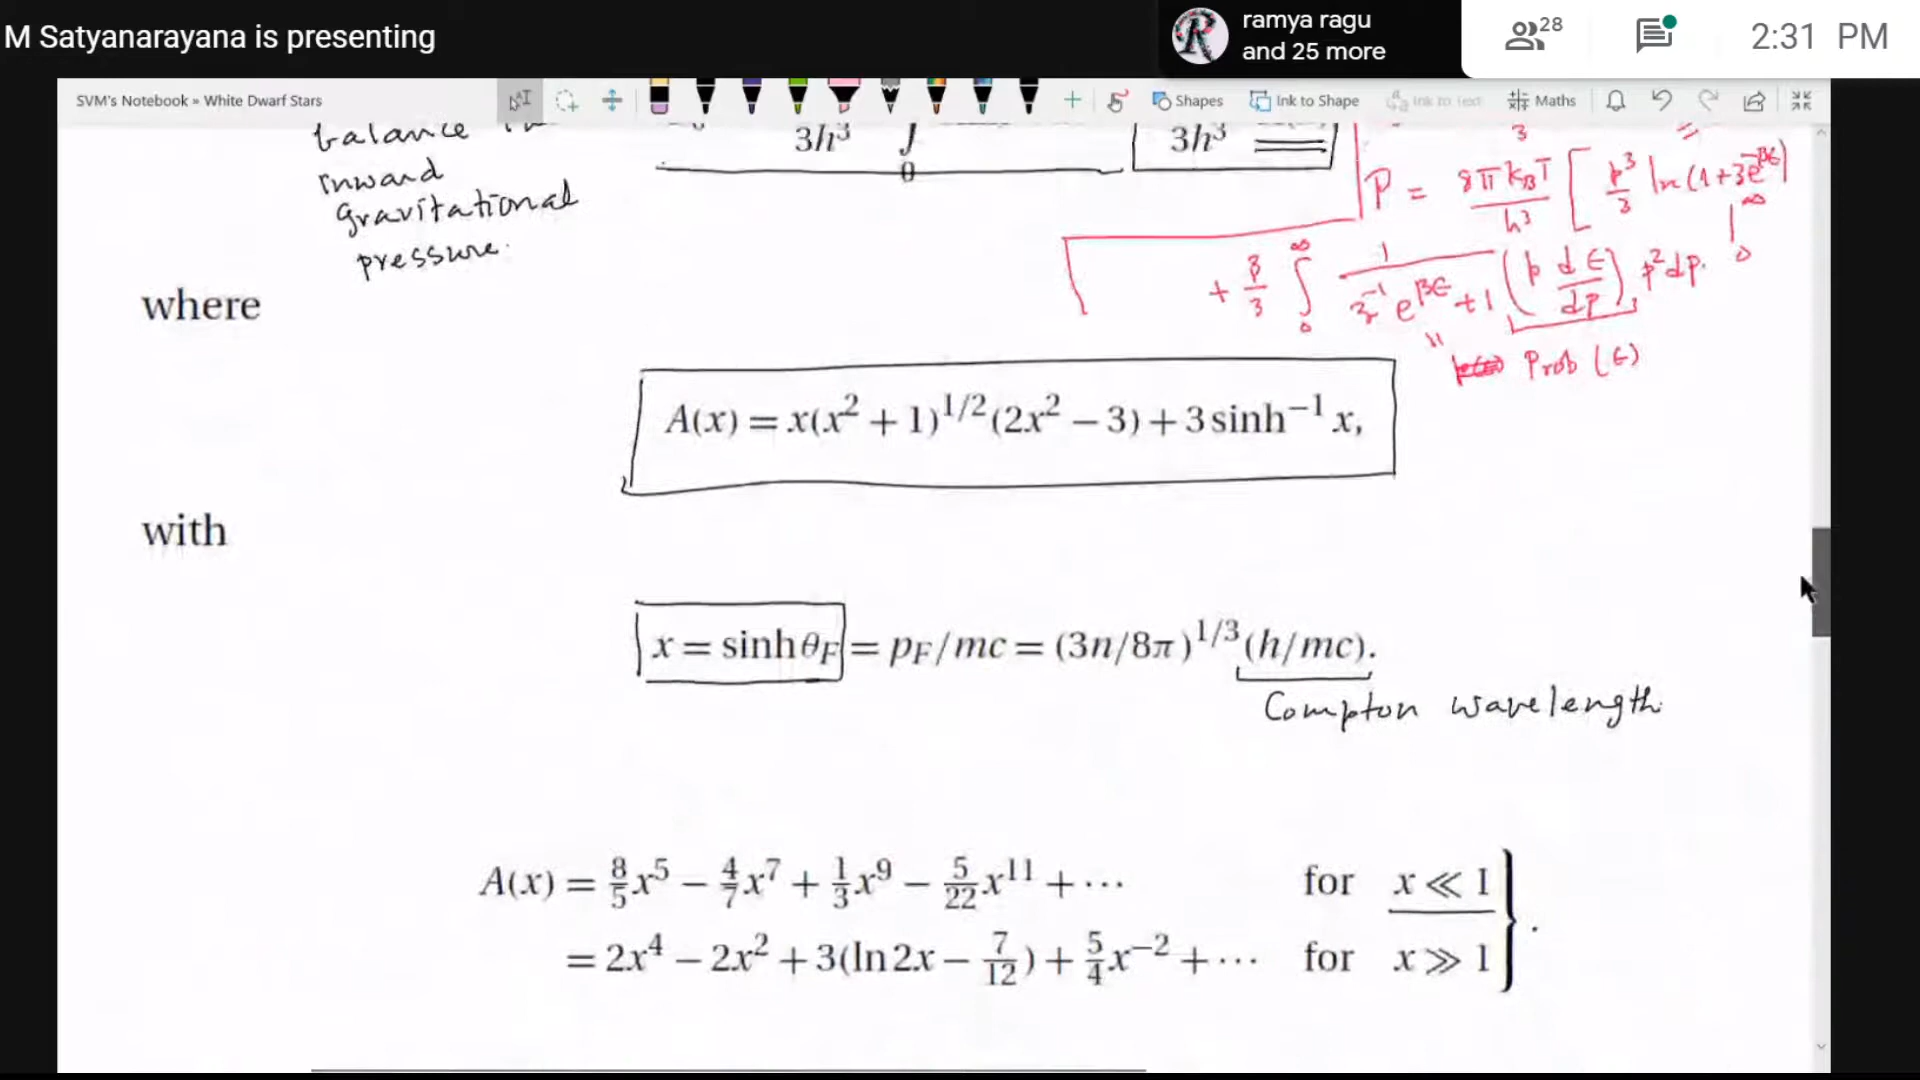 M Satyanarayana is presenting
ramya ragu
and 25 more
28
2:31 PM
SVM's Notebook » White Dwarf Stars
Shapes
Ink to Shape
Ink to Text
Maths
balance
inward
gravitational
pressure.
3h³ ∫
0
3h³
3
P = 8πk_BT/h³ [ p³/3 ln(1+ze^{-βϵ}) |₀^∞
+ β/3 ∫₀^∞ 1/(z⁻¹e^{βϵ}+1) (p dϵ/dp) p²dp.
Prob (ϵ)
where
A(x) = x(x² + 1)^{1/2}(2x² − 3) + 3 sinh⁻¹ x,
with
x = sinh θ_F = p_F/mc = (3n/8π)^{1/3}(h/mc).
Compton wavelength.
A(x) = 8/5 x⁵ − 4/7 x⁷ + 1/3 x⁹ − 5/22 x¹¹ + ⋯ for x ≪ 1
= 2x⁴ − 2x² + 3(ln 2x − 7/12) + 5/4 x⁻² + ⋯ for x ≫ 1 } .